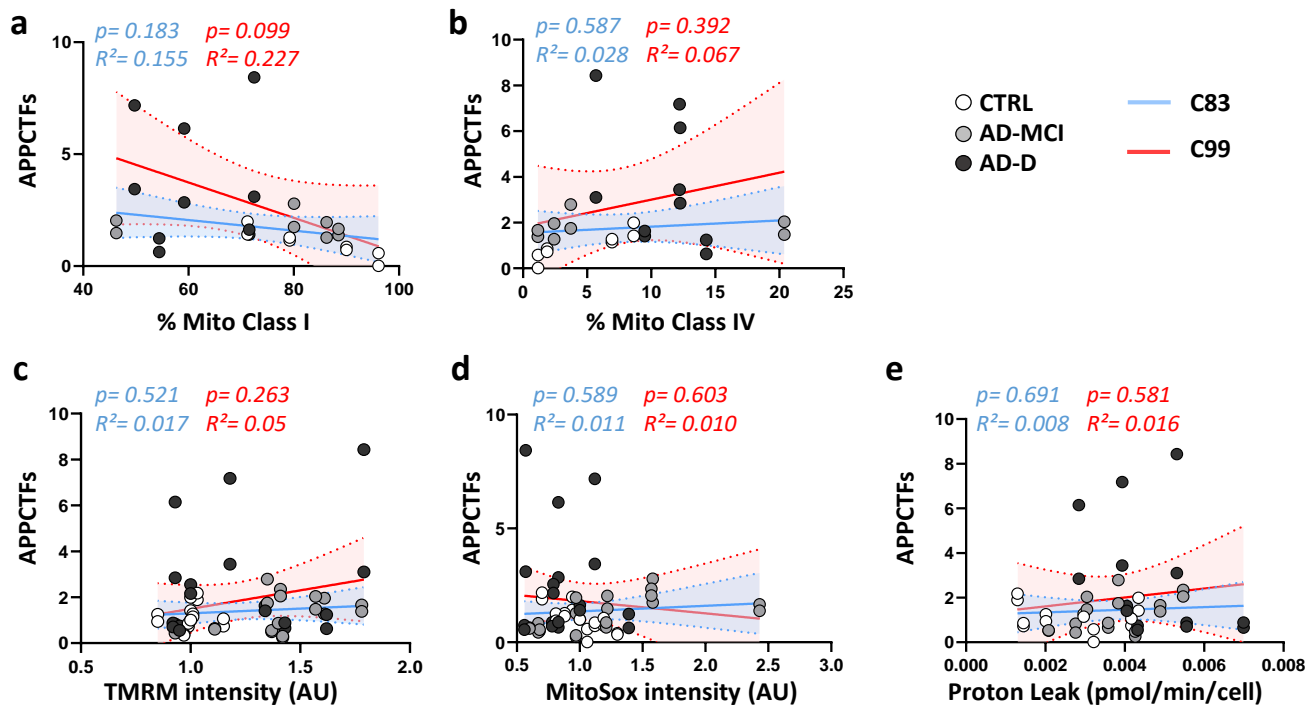 a
p= 0.183 p= 0.099
R²= 0.155 R²= 0.227
10
5
0
40 60 80 100
APPCTFs
% Mito Class I
b
p= 0.587 p= 0.392
R²= 0.028 R²= 0.067
10
8
6
4
2
0
0 5 10 15 20 25
APPCTFs
% Mito Class IV
CTRL
AD-MCI
AD-D
C83
C99
c
p= 0.521 p= 0.263
R²= 0.017 R²= 0.05
10
8
6
4
2
0
1.0 1.5 2.0
APPCTFs
TMRM intensity (AU)
d
p= 0.589 p= 0.603
R²= 0.011 R²= 0.010
10
5
0
0.5 1.0 1.5 2.0 2.5 3.0
APPCTFs
MitoSox intensity (AU)
e
p= 0.691 p= 0.581
R²= 0.008 R²= 0.016
10
8
6
4
2
0
0.000 0.002 0.004 0.006 0.008
APPCTFs
Proton Leak (pmol/min/cell)